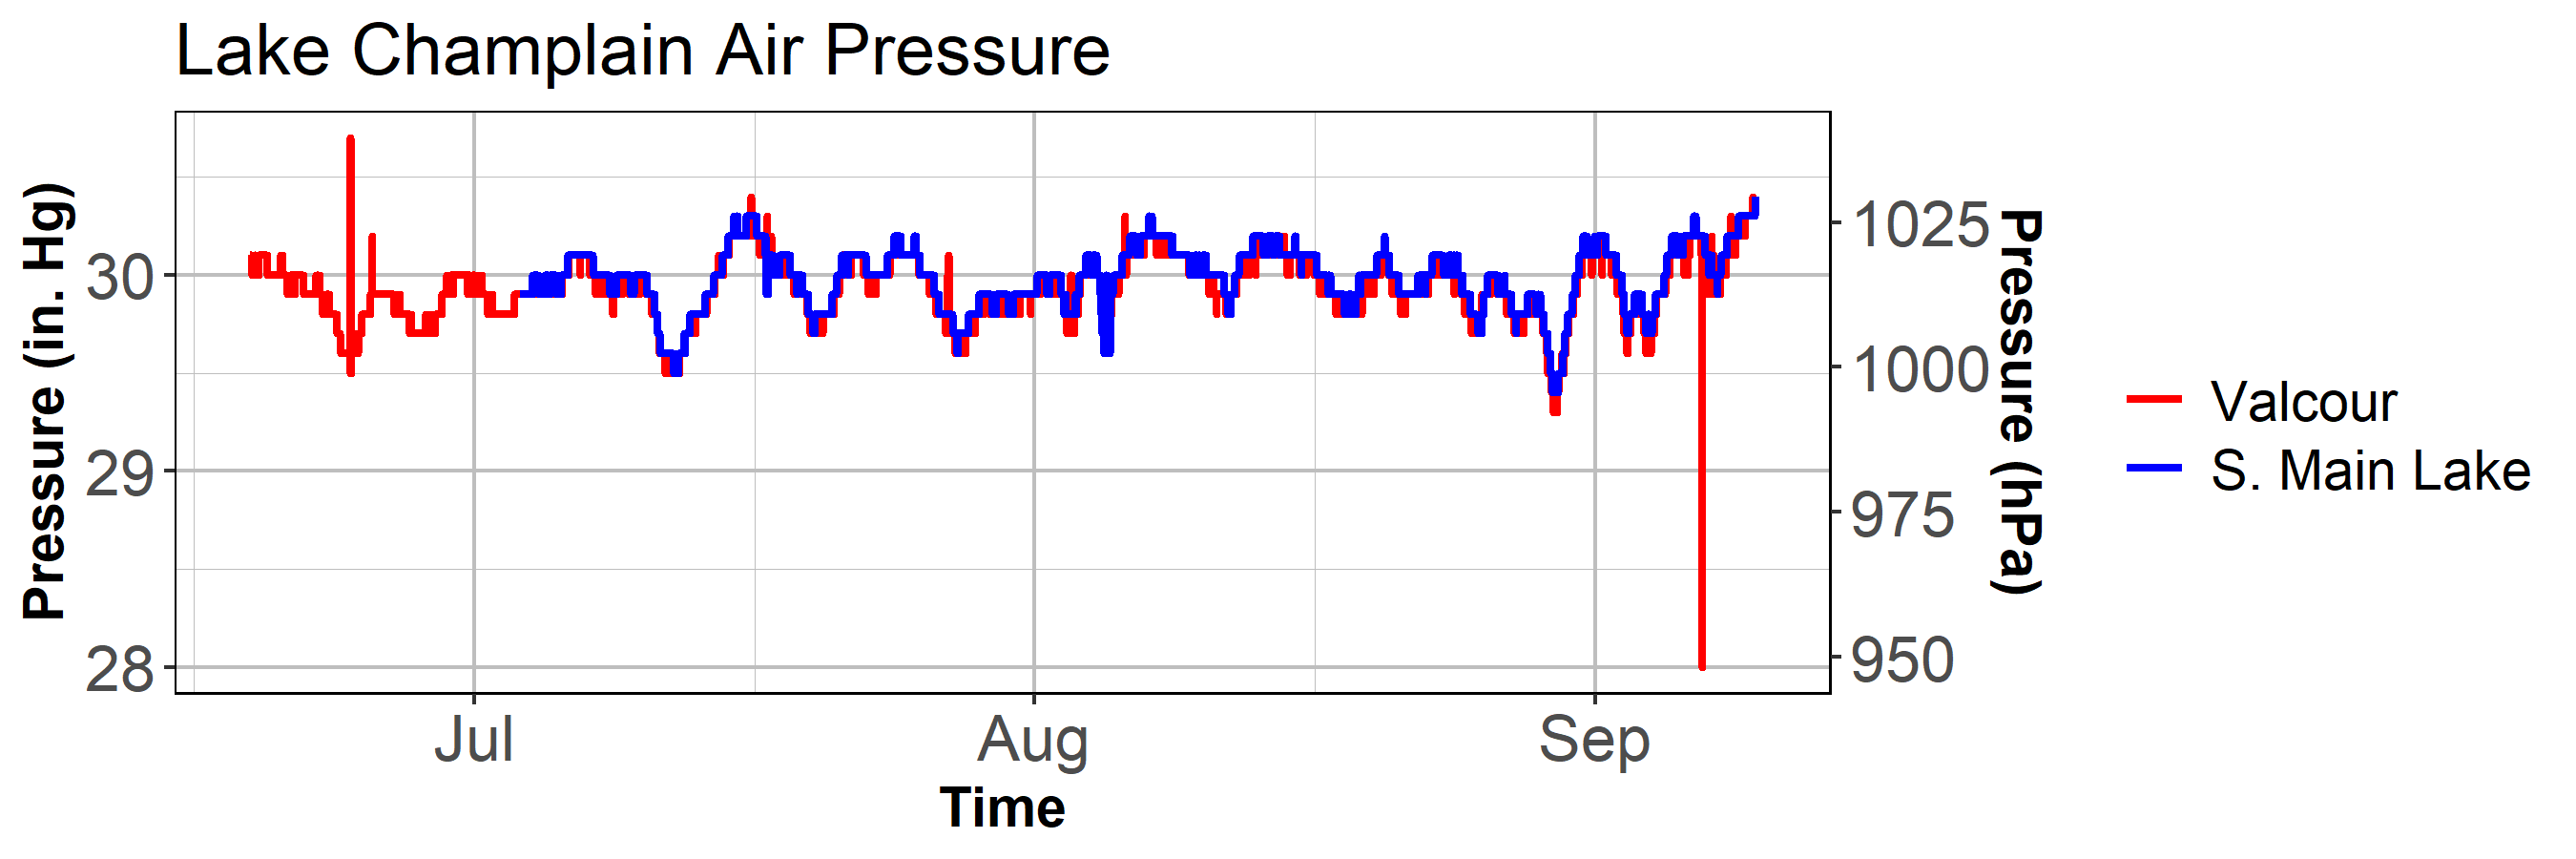 Lake Champlain Air Pressure
Pressure (in. Hg)
30
29
28
1025
1000
975
950
Pressure (hPa)
Jul
Aug
Sep
Time
Valcour
S. Main Lake